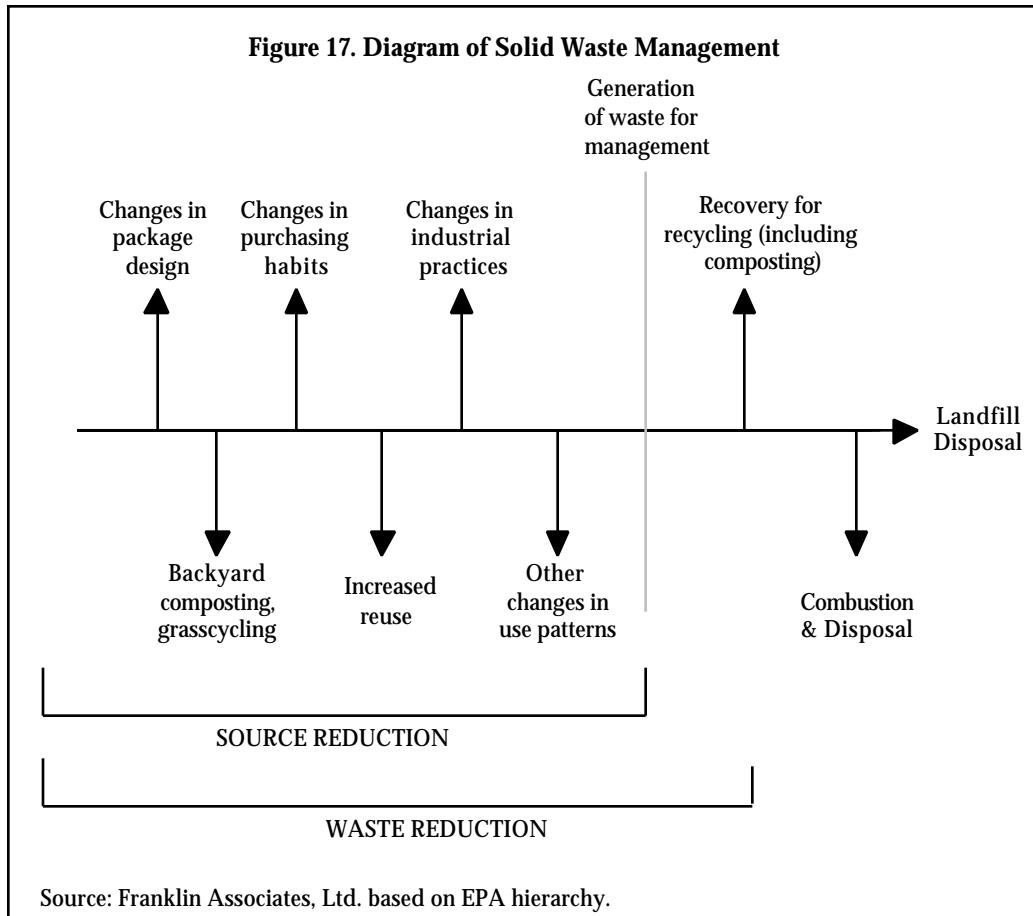 Figure 17. Diagram of Solid Waste Management
Generation
of waste for
management
Changes in
package
design
Changes in
purchasing
habits
Changes in
industrial
practices
Recovery for
recycling (including
composting)
Landfill
Disposal
Backyard
composting,
grasscycling
Increased
reuse
Other
changes in
use patterns
Combustion
& Disposal
SOURCE REDUCTION
WASTE REDUCTION
Source: Franklin Associates, Ltd. based on EPA hierarchy.